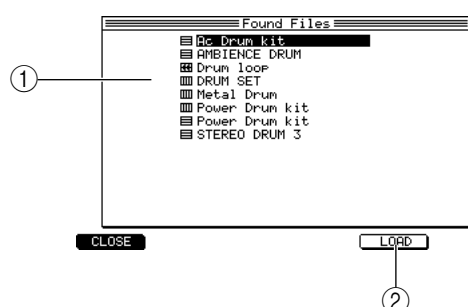 Found Files
Ac Drum kit
AMBIENCE DRUM
Drum loop
DRUM SET
Metal Drum
Power Drum kit
Power Drum kit
STEREO DRUM 3
1
CLOSE
LOAD
2